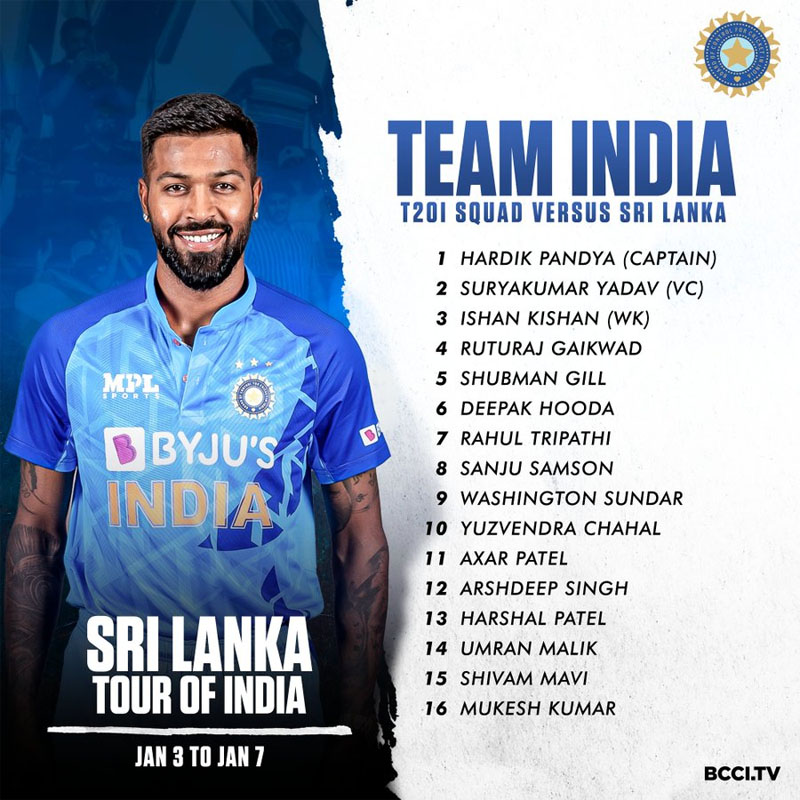 TEAM INDIA
T20I SQUAD VERSUS SRI LANKA
1 HARDIK PANDYA (CAPTAIN)
2 SURYAKUMAR YADAV (VC)
3 ISHAN KISHAN (WK)
4 RUTURAJ GAIKWAD
5 SHUBMAN GILL
6 DEEPAK HOODA
7 RAHUL TRIPATHI
8 SANJU SAMSON
9 WASHINGTON SUNDAR
10 YUZVENDRA CHAHAL
11 AXAR PATEL
12 ARSHDEEP SINGH
13 HARSHAL PATEL
14 UMRAN MALIK
15 SHIVAM MAVI
16 MUKESH KUMAR
MPL
SPORTS
B BYJU'S
INDIA
SRI LANKA
TOUR OF INDIA
JAN 3 TO JAN 7
BCCI.TV